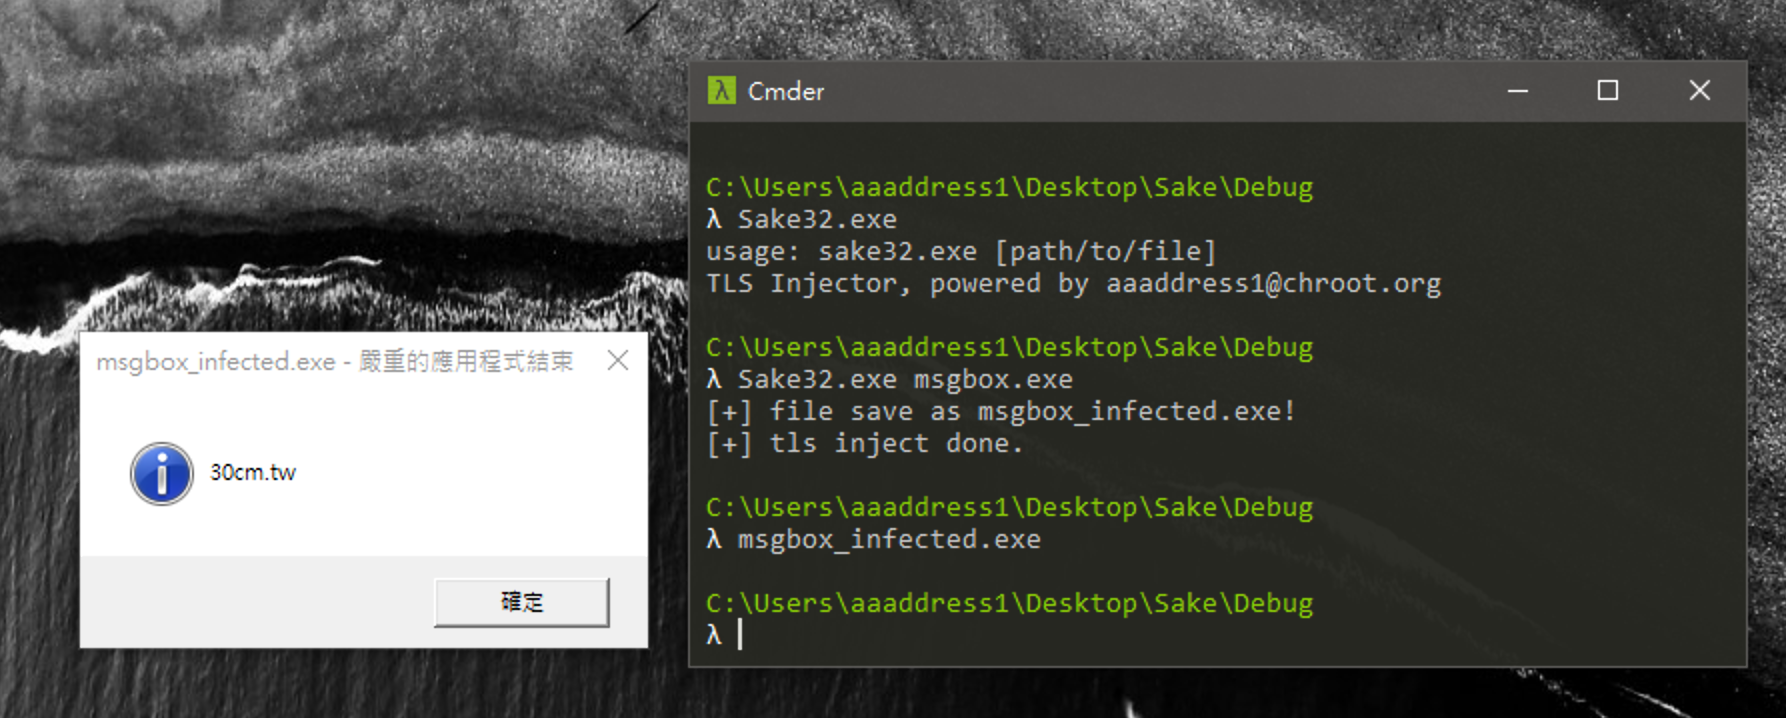 msgbox_infected.exe - 嚴重的應用程式結束
30cm.tw
確定
λ Cmder
C:\Users\aaaddress1\Desktop\Sake\Debug
λ Sake32.exe
usage: sake32.exe [path/to/file]
TLS Injector, powered by aaaddress1@chroot.org
C:\Users\aaaddress1\Desktop\Sake\Debug
λ Sake32.exe msgbox.exe
[+] file save as msgbox_infected.exe!
[+] tls inject done.
C:\Users\aaaddress1\Desktop\Sake\Debug
λ msgbox_infected.exe
C:\Users\aaaddress1\Desktop\Sake\Debug
λ